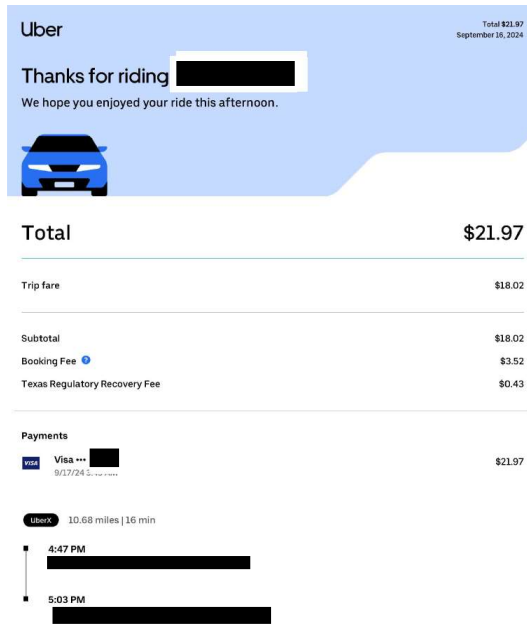 Uber
Total $21.97
September 16, 2024
Thanks for riding
We hope you enjoyed your ride this afternoon.
Total $21.97
Trip fare $18.02
Subtotal $18.02
Booking Fee ? $3.52
Texas Regulatory Recovery Fee $0.43
Payments
VISA Visa ••• $21.97
9/17/24
UberX 10.68 miles | 16 min
4:47 PM
5:03 PM